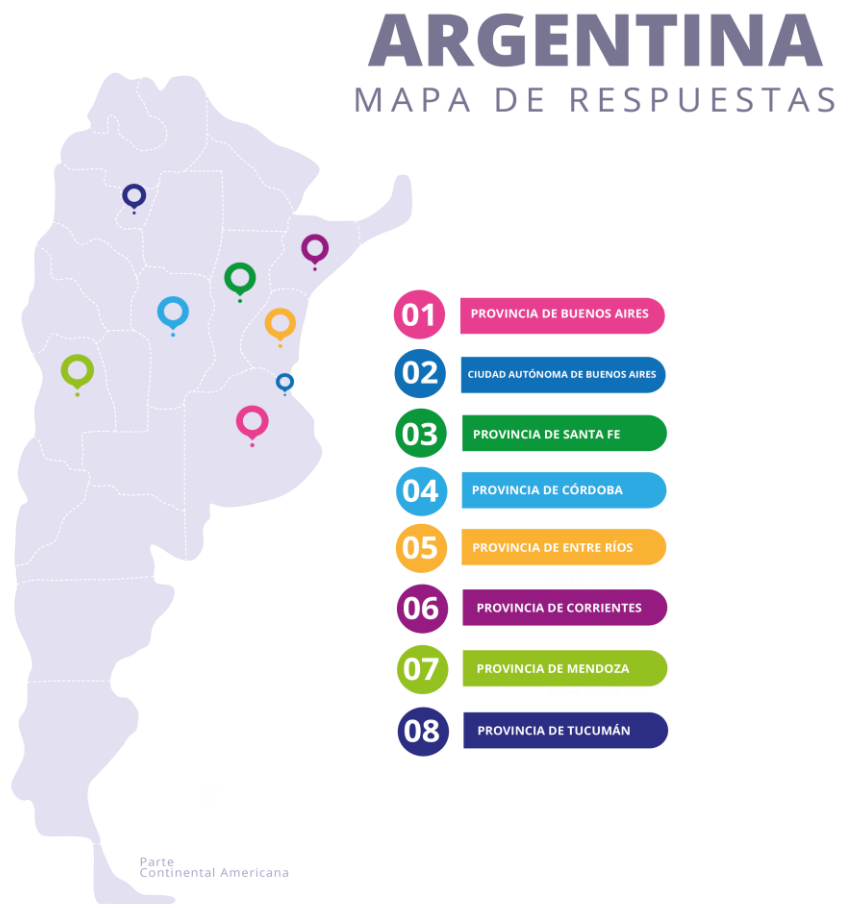 ARGENTINA
MAPA DE RESPUESTAS
01 PROVINCIA DE BUENOS AIRES
02 CIUDAD AUTÓNOMA DE BUENOS AIRES
03 PROVINCIA DE SANTA FE
04 PROVINCIA DE CÓRDOBA
05 PROVINCIA DE ENTRE RÍOS
06 PROVINCIA DE CORRIENTES
07 PROVINCIA DE MENDOZA
08 PROVINCIA DE TUCUMÁN
Parte
Continental Americana